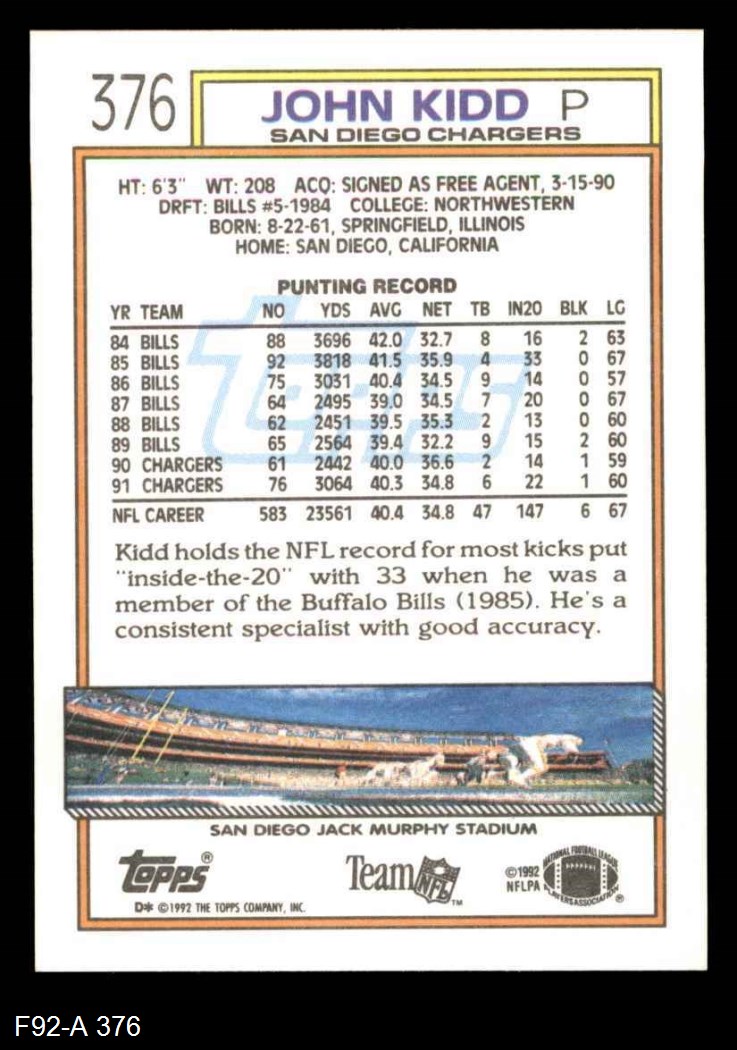 376
JOHN KIDD P
SAN DIEGO CHARGERS
HT: 6'3" WT: 208 ACQ: SIGNED AS FREE AGENT, 3-15-90
DRFT: BILLS #5-1984 COLLEGE: NORTHWESTERN
BORN: 8-22-61, SPRINGFIELD, ILLINOIS
HOME: SAN DIEGO, CALIFORNIA
PUNTING RECORD
YR TEAM NO YDS AVG NET TB IN20 BLK LG
84 BILLS 88 3696 42.0 32.7 8 16 2 63
85 BILLS 92 3818 41.5 35.9 4 33 0 67
86 BILLS 75 3031 40.4 34.5 9 14 0 57
87 BILLS 64 2495 39.0 34.5 7 20 0 67
88 BILLS 62 2451 39.5 35.3 2 13 0 60
89 BILLS 65 2564 39.4 32.2 9 15 2 60
90 CHARGERS 61 2442 40.0 36.6 2 14 1 59
91 CHARGERS 76 3064 40.3 34.8 6 22 1 60
NFL CAREER 583 23561 40.4 34.8 47 147 6 67
Topps
Kidd holds the NFL record for most kicks put
"inside-the-20" with 33 when he was a
member of the Buffalo Bills (1985). He's a
consistent specialist with good accuracy.
SAN DIEGO JACK MURPHY STADIUM
Topps®
D* ©1992 THE TOPPS COMPANY, INC.
Team NFL™
©1992
NFLPA
NATIONAL FOOTBALL LEAGUE
PLAYERS ASSOCIATION®
F92-A 376